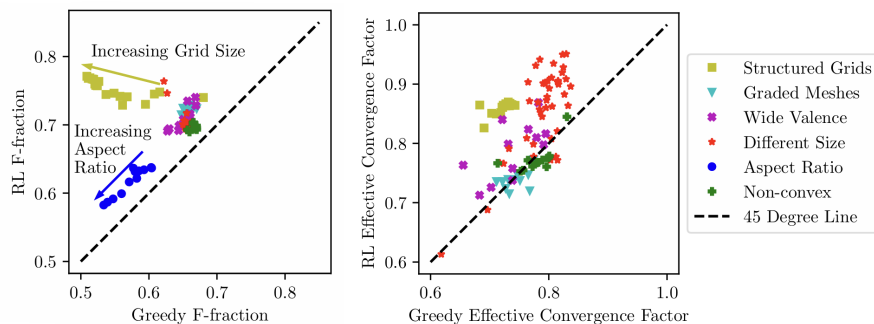 0.8
0.7
0.6
0.5
RL F-fraction
Increasing Grid Size
Increasing
Aspect
Ratio
0.5
0.6
0.7
0.8
Greedy F-fraction
1.0
0.9
0.8
0.7
0.6
RL Effective Convergence Factor
0.6
0.8
1.0
Greedy Effective Convergence Factor
Structured Grids
Graded Meshes
Wide Valence
Different Size
Aspect Ratio
Non-convex
45 Degree Line